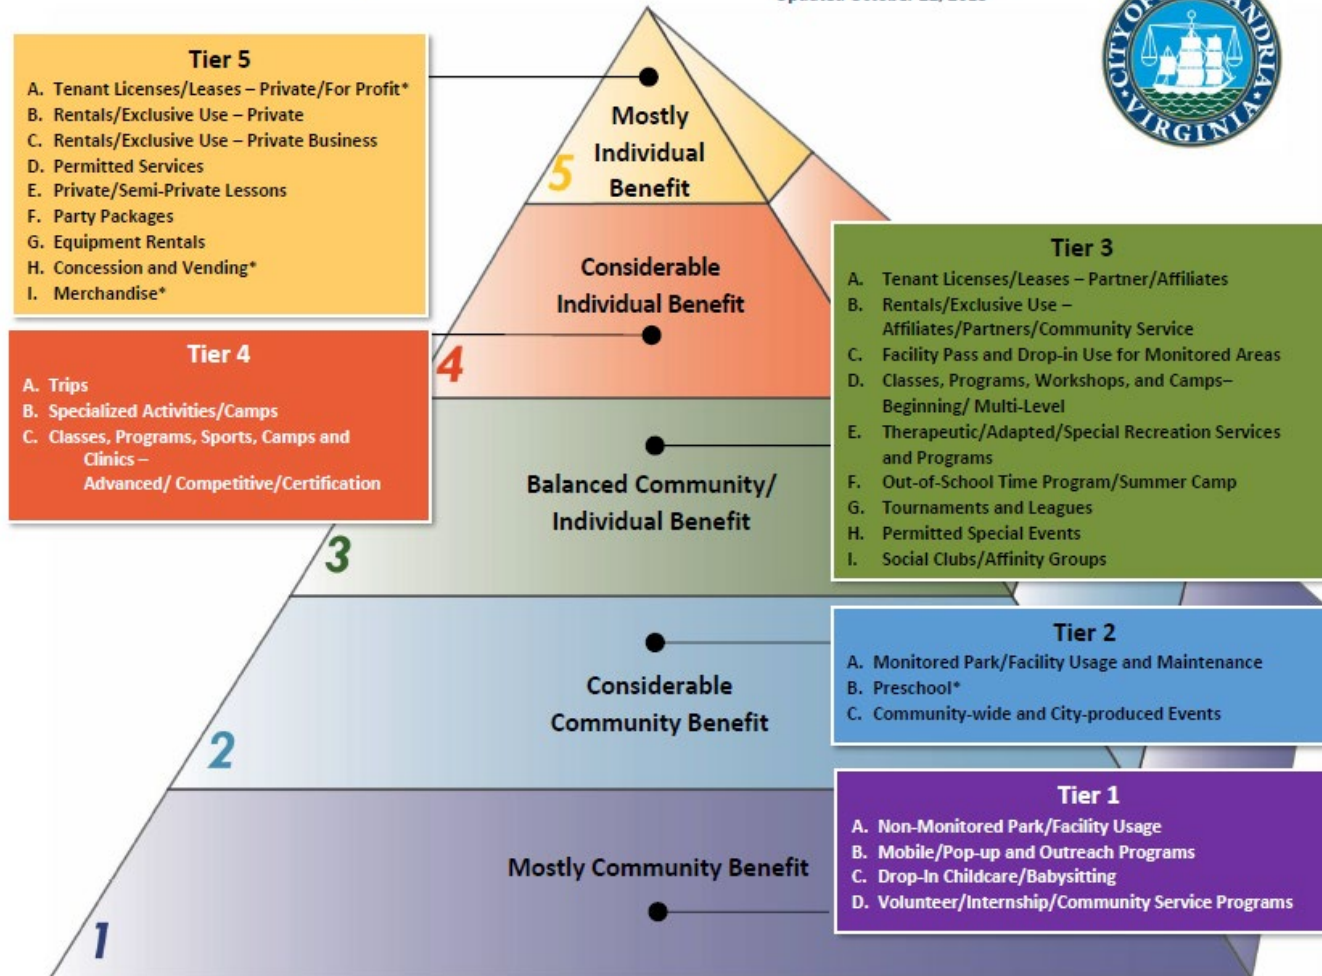 Tier 5
A. Tenant Licenses/Leases – Private/For Profit*
B. Rentals/Exclusive Use – Private
C. Rentals/Exclusive Use – Private Business
D. Permitted Services
E. Private/Semi-Private Lessons
F. Party Packages
G. Equipment Rentals
H. Concession and Vending*
I. Merchandise*
Tier 4
A. Trips
B. Specialized Activities/Camps
C. Classes, Programs, Sports, Camps and
Clinics –
Advanced/ Competitive/Certification
5
Mostly
Individual
Benefit
4
Considerable
Individual Benefit
3
Balanced Community/
Individual Benefit
2
Considerable
Community Benefit
1
Mostly Community Benefit
CITY OF
VIRGINIA
Tier 3
A. Tenant Licenses/Leases – Partner/Affiliates
B. Rentals/Exclusive Use –
Affiliates/Partners/Community Service
C. Facility Pass and Drop-in Use for Monitored Areas
D. Classes, Programs, Workshops, and Camps–
Beginning/ Multi-Level
E. Therapeutic/Adapted/Special Recreation Services
and Programs
F. Out-of-School Time Program/Summer Camp
G. Tournaments and Leagues
H. Permitted Special Events
I. Social Clubs/Affinity Groups
Tier 2
A. Monitored Park/Facility Usage and Maintenance
B. Preschool*
C. Community-wide and City-produced Events
Tier 1
A. Non-Monitored Park/Facility Usage
B. Mobile/Pop-up and Outreach Programs
C. Drop-In Childcare/Babysitting
D. Volunteer/Internship/Community Service Programs